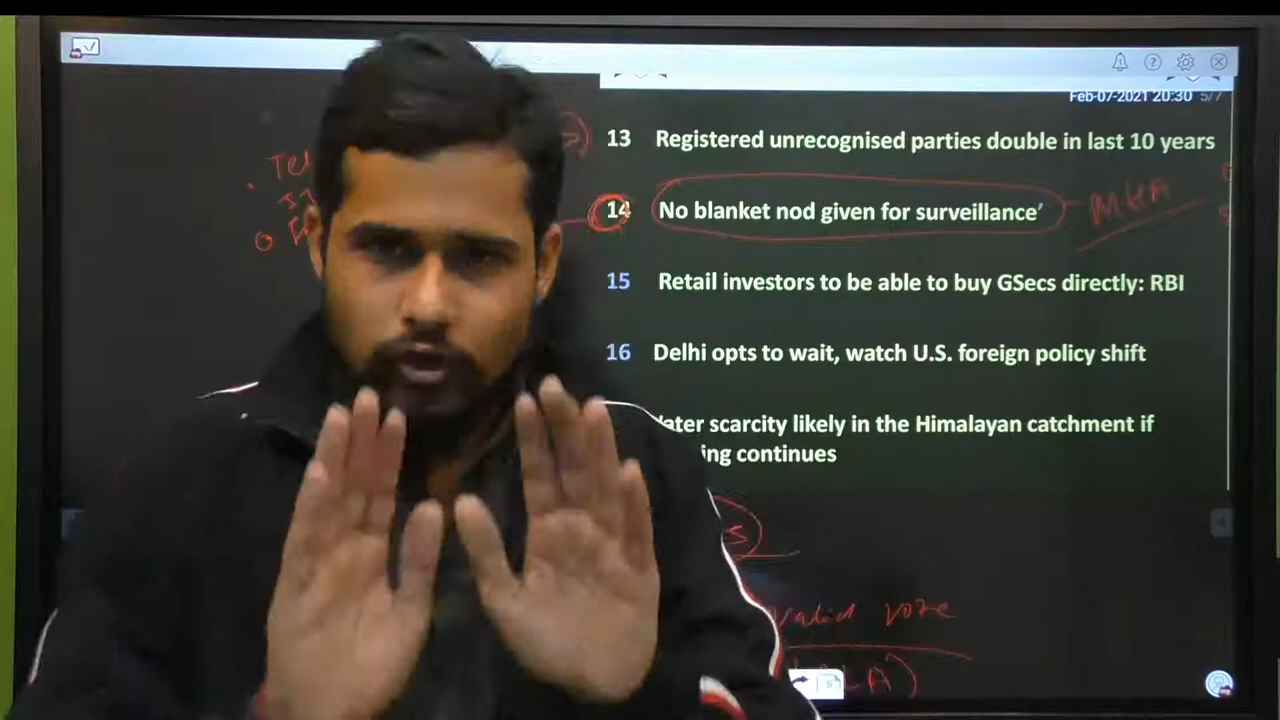 Feb-07-2021 20:30 5/7
13 Registered unrecognised parties double in last 10 years
14 No blanket nod given for surveillance’
MHA
15 Retail investors to be able to buy GSecs directly: RBI
16 Delhi opts to wait, watch U.S. foreign policy shift
ater scarcity likely in the Himalayan catchment if
ing continues
valid vote